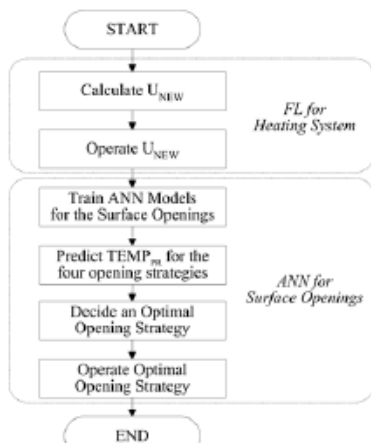 START
Calculate U_NEW
FL for
Heating System
Operate U_NEW
Train ANN Models
for the Surface Openings
Predict TEMP_PR for the
four opening strategies
ANN for
Surface Openings
Decide an Optimal
Opening Strategy
Operate Optimal
Opening Strategy
END